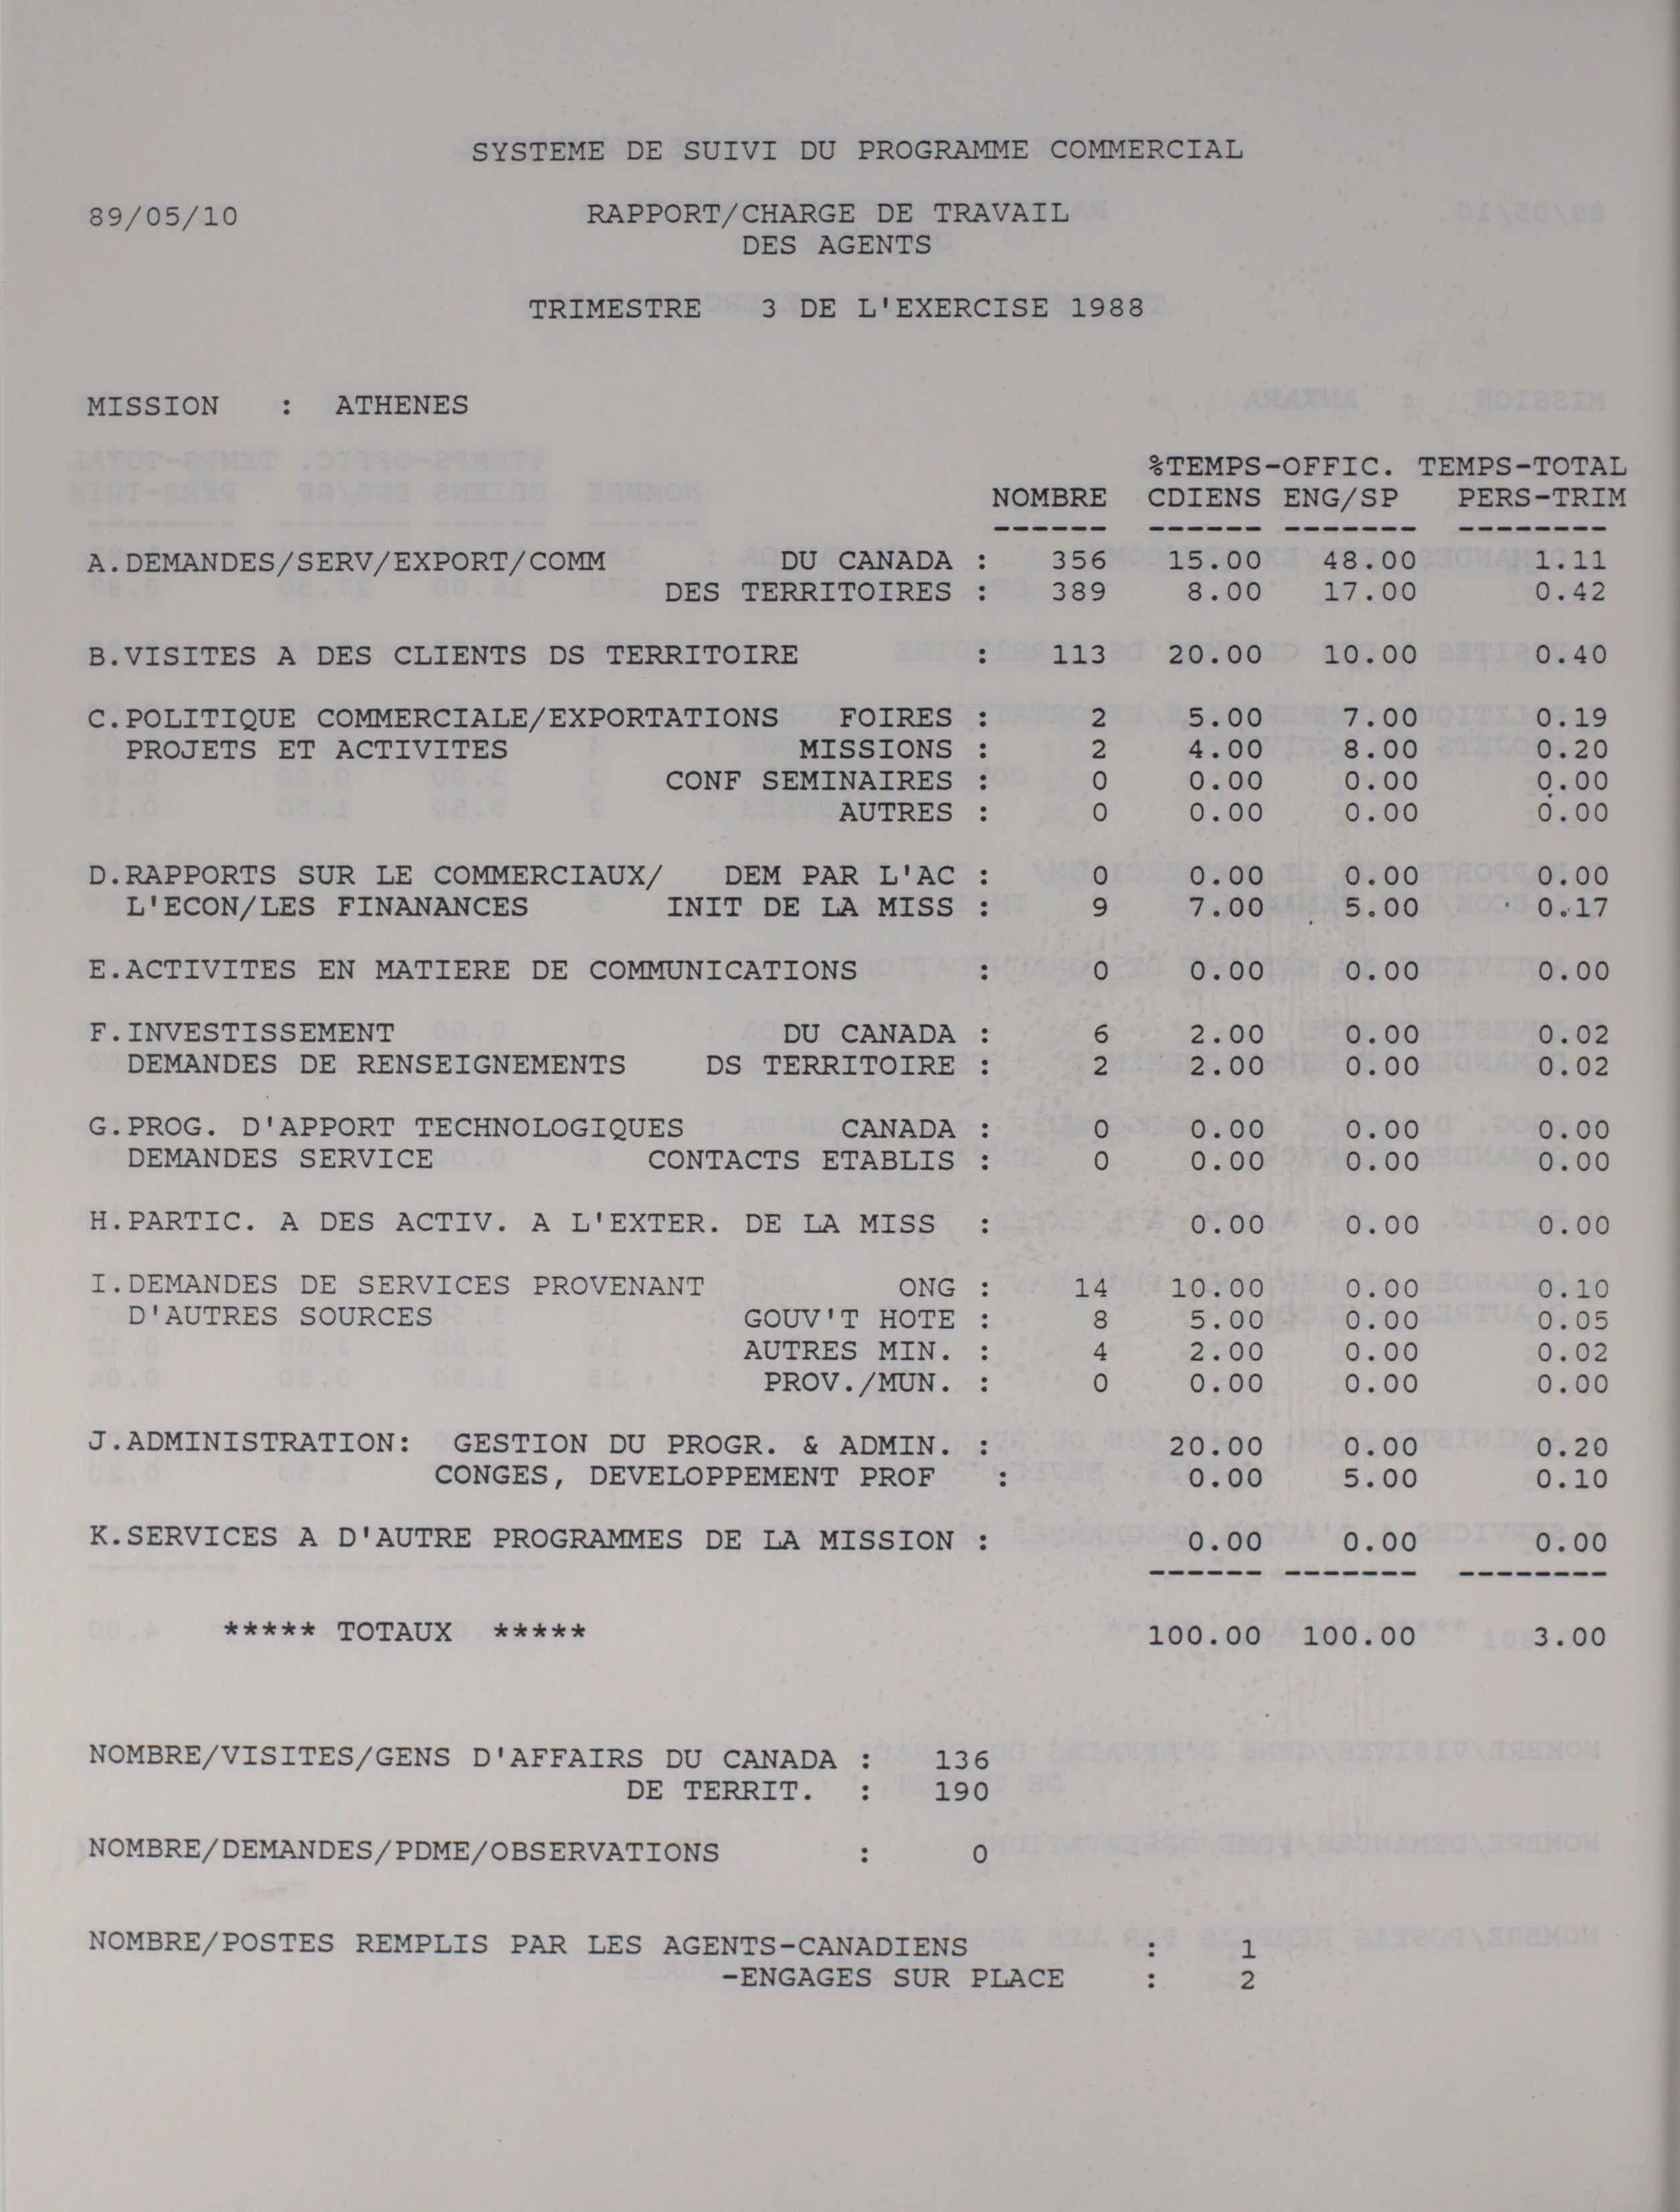 SYSTEME DE SUIVI DU PROGRAMME COMMERCIAL
89/05/10 RAPPORT/CHARGE DE TRAVAIL
DES AGENTS
TRIMESTRE 3 DE L'EXERCISE 1988
MISSION : ATHENES
%TEMPS-OFFIC. TEMPS-TOTAL
NOMBRE CDIENS ENG/SP PERS-TRIM
------ ------ ------- --------
A.DEMANDES/SERV/EXPORT/COMM DU CANADA : 356 15.00 48.00 1.11
DES TERRITOIRES : 389 8.00 17.00 0.42
B.VISITES A DES CLIENTS DS TERRITOIRE : 113 20.00 10.00 0.40
C.POLITIQUE COMMERCIALE/EXPORTATIONS FOIRES : 2 5.00 7.00 0.19
PROJETS ET ACTIVITES MISSIONS : 2 4.00 8.00 0.20
CONF SEMINAIRES : 0 0.00 0.00 0.00
AUTRES : 0 0.00 0.00 0.00
D.RAPPORTS SUR LE COMMERCIAUX/ DEM PAR L'AC : 0 0.00 0.00 0.00
L'ECON/LES FINANANCES INIT DE LA MISS : 9 7.00 5.00 0.17
E.ACTIVITES EN MATIERE DE COMMUNICATIONS : 0 0.00 0.00 0.00
F.INVESTISSEMENT DU CANADA : 6 2.00 0.00 0.02
DEMANDES DE RENSEIGNEMENTS DS TERRITOIRE : 2 2.00 0.00 0.02
G.PROG. D'APPORT TECHNOLOGIQUES CANADA : 0 0.00 0.00 0.00
DEMANDES SERVICE CONTACTS ETABLIS : 0 0.00 0.00 0.00
H.PARTIC. A DES ACTIV. A L'EXTER. DE LA MISS : 0.00 0.00 0.00
I.DEMANDES DE SERVICES PROVENANT ONG : 14 10.00 0.00 0.10
D'AUTRES SOURCES GOUV'T HOTE : 8 5.00 0.00 0.05
AUTRES MIN. : 4 2.00 0.00 0.02
PROV./MUN. : 0 0.00 0.00 0.00
J.ADMINISTRATION: GESTION DU PROGR. & ADMIN. : 20.00 0.00 0.20
CONGES, DEVELOPPEMENT PROF : 0.00 5.00 0.10
K.SERVICES A D'AUTRE PROGRAMMES DE LA MISSION : 0.00 0.00 0.00
------ ------- --------
***** TOTAUX ***** 100.00 100.00 3.00
NOMBRE/VISITES/GENS D'AFFAIRS DU CANADA : 136
DE TERRIT. : 190
NOMBRE/DEMANDES/PDME/OBSERVATIONS : 0
NOMBRE/POSTES REMPLIS PAR LES AGENTS-CANADIENS : 1
-ENGAGES SUR PLACE : 2